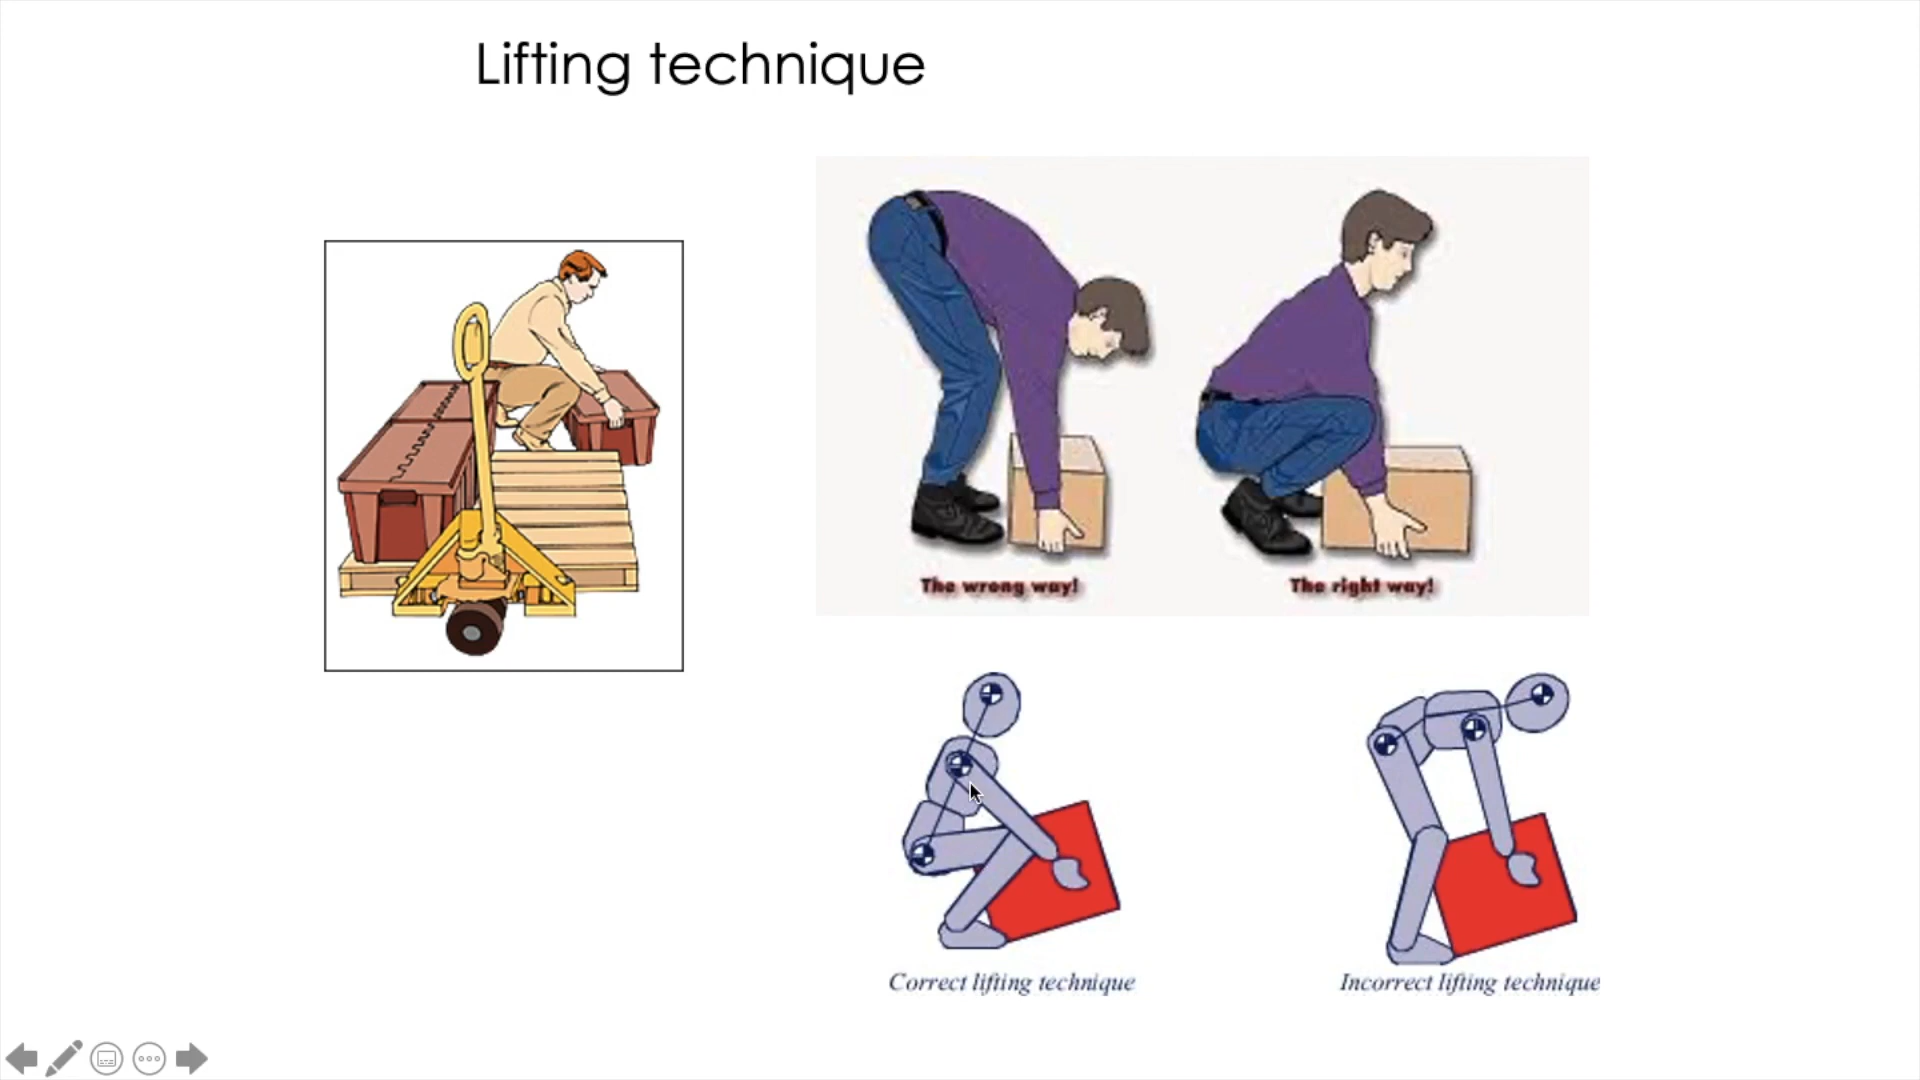 Lifting technique
The wrong way!
The right way!
Correct lifting technique
Incorrect lifting technique